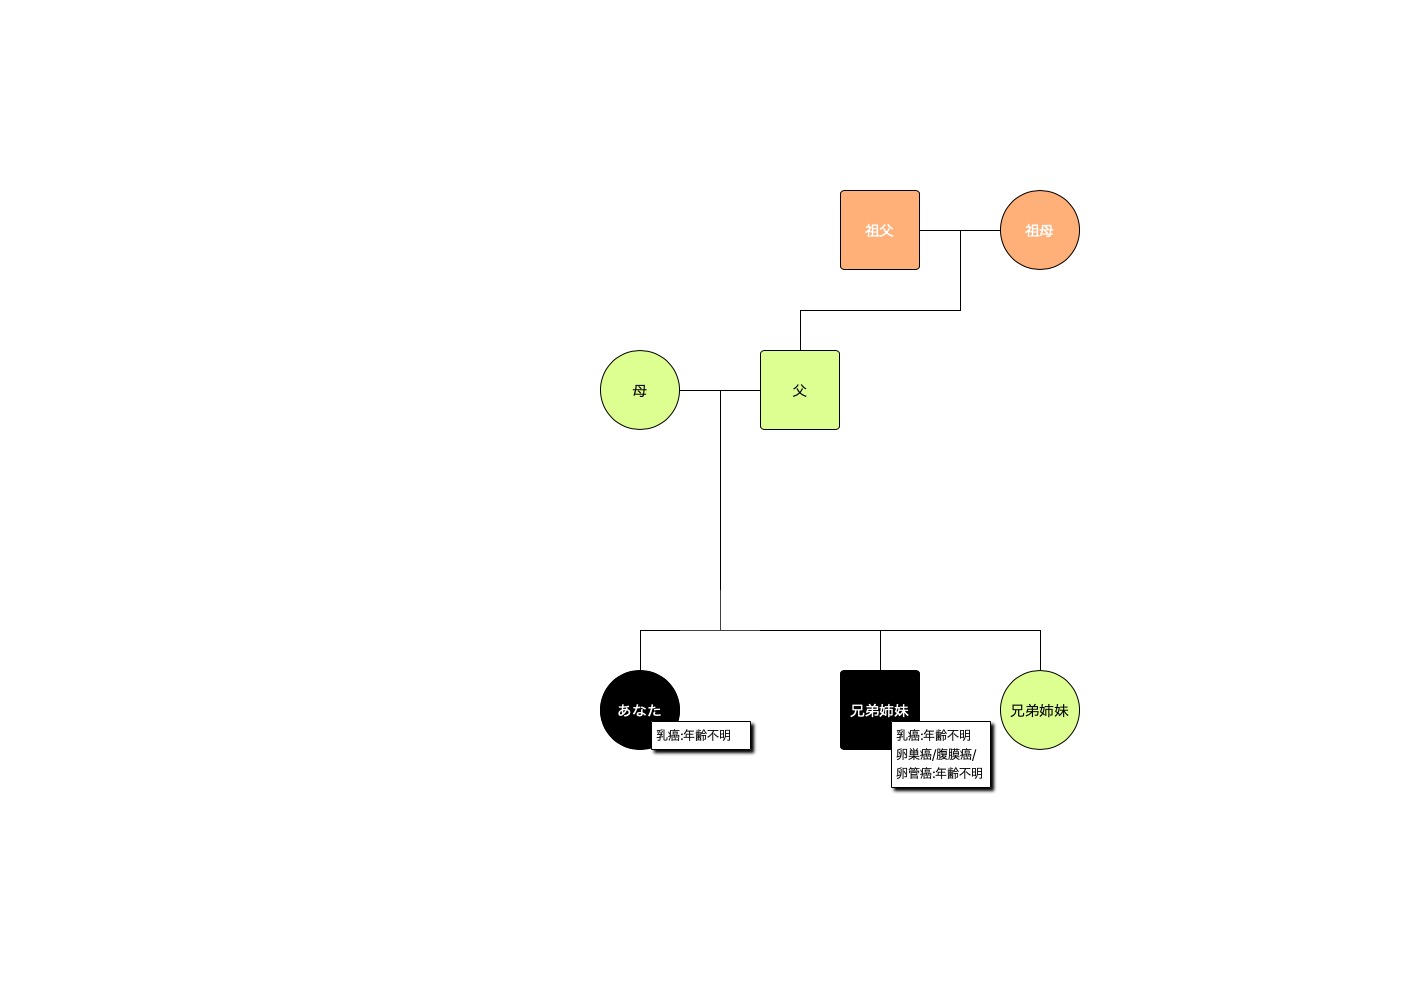 祖父
祖母
母
父
あなた
兄弟姉妹
兄弟姉妹
乳癌:年齢不明
乳癌:年齢不明
卵巣癌/腹膜癌/
卵管癌:年齢不明